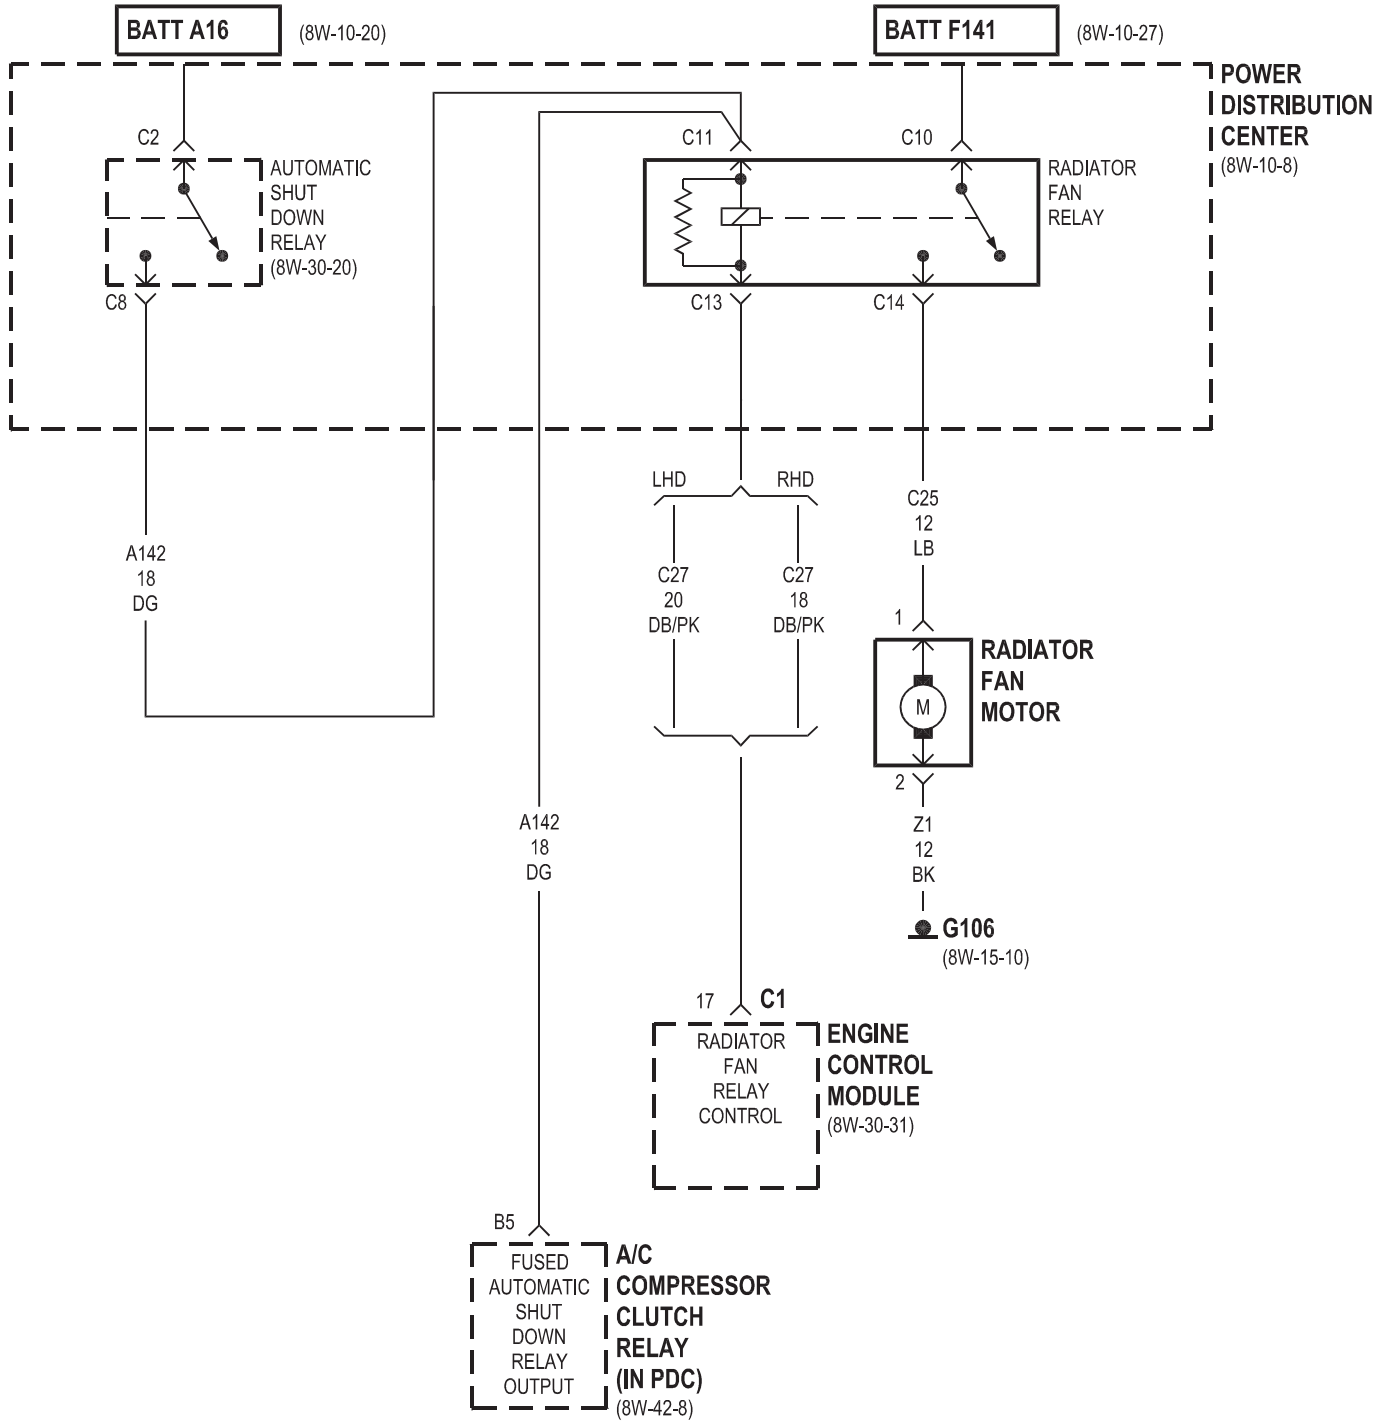 BATT A16
(8W-10-20)
BATT F141
(8W-10-27)
POWER
DISTRIBUTION
CENTER
(8W-10-8)
C2
C11
C10
AUTOMATIC
SHUT
DOWN
RELAY
(8W-30-20)
RADIATOR
FAN
RELAY
C8
C13
C14
LHD
RHD
C25
12
LB
A142
18
DG
C27
20
DB/PK
C27
18
DB/PK
1
RADIATOR
FAN
MOTOR
M
2
Z1
12
BK
A142
18
DG
G106
(8W-15-10)
17
C1
RADIATOR
FAN
RELAY
CONTROL
ENGINE
CONTROL
MODULE
(8W-30-31)
B5
FUSED
AUTOMATIC
SHUT
DOWN
RELAY
OUTPUT
A/C
COMPRESSOR
CLUTCH
RELAY
(IN PDC)
(8W-42-8)